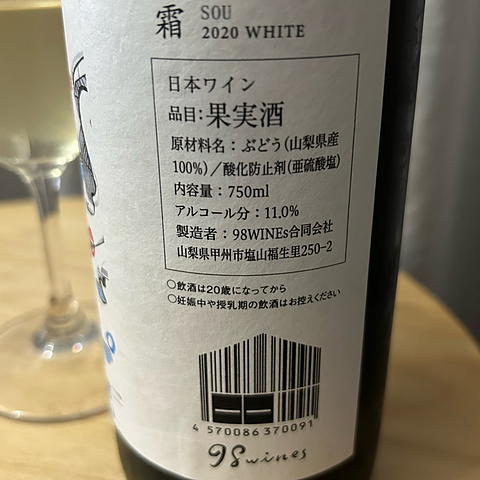 霜 SOU
2020 WHITE
日本ワイン
品目:果実酒
原材料名：ぶどう(山梨県産
100%)／酸化防止剤(亜硫酸塩)
内容量：750ml
アルコール分：11.0%
製造者：98WINEs合同会社
山梨県甲州市塩山福生里250-2
○飲酒は20歳になってから
○妊娠中や授乳期の飲酒はお控えください
4 570086 370091
98wines